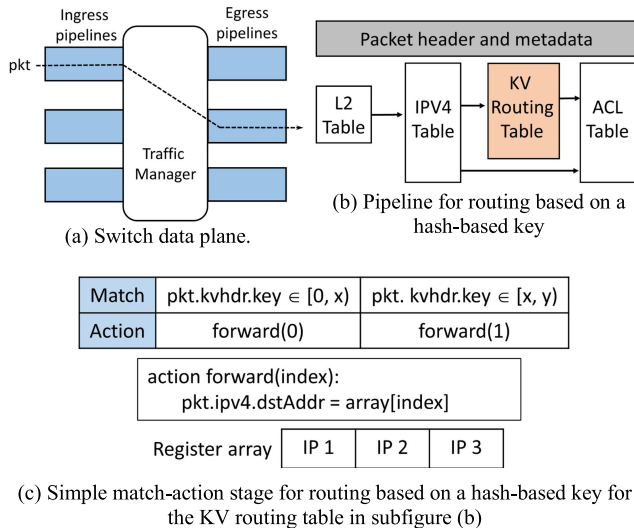 Ingress
pipelines
Egress
pipelines
pkt
Traffic
Manager
(a) Switch data plane.
Packet header and metadata
L2
Table
IPV4
Table
KV
Routing
Table
ACL
Table
(b) Pipeline for routing based on a
hash-based key
Match pkt.kvhdr.key ∈ [0, x) pkt. kvhdr.key ∈ [x, y)
Action forward(0) forward(1)
action forward(index):
pkt.ipv4.dstAddr = array[index]
Register array IP 1 IP 2 IP 3
(c) Simple match-action stage for routing based on a hash-based key for
the KV routing table in subfigure (b)